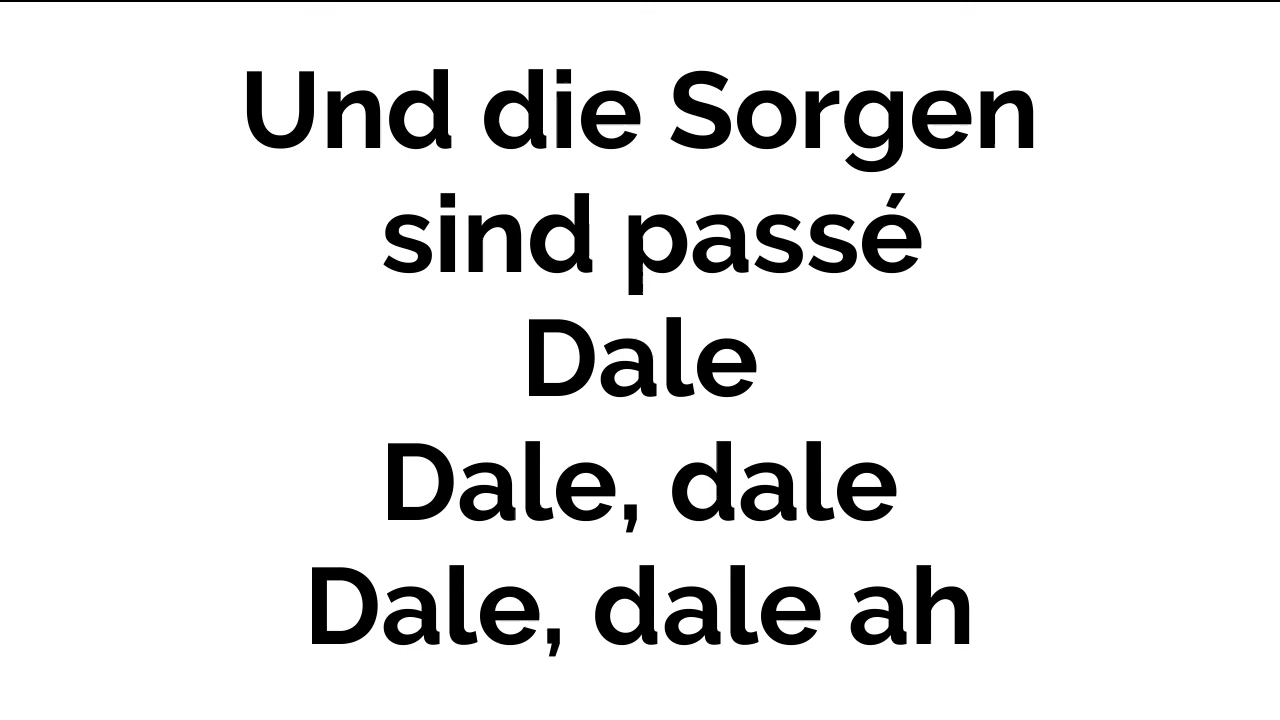 Und die Sorgen
sind passé
Dale
Dale, dale
Dale, dale ah